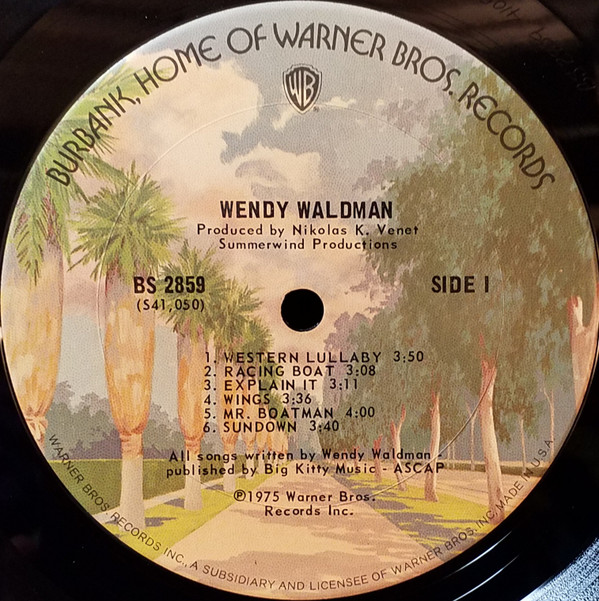 BURBANK, HOME OF WARNER BROS. RECORDS
WB
WENDY WALDMAN
Produced by Nikolas K. Venet
Summerwind Productions
BS 2859
(S41,050)
SIDE I
1. WESTERN LULLABY 3:50
2. RACING BOAT 3:08
3. EXPLAIN IT 3:11
4. WINGS 3:36
5. MR. BOATMAN 4:00
6. SUNDOWN 3:40
All songs written by Wendy Waldman -
published by Big Kitty Music - ASCAP
℗1975 Warner Bros.
Records Inc.
WARNER BROS. RECORDS INC., A SUBSIDIARY AND LICENSEE OF WARNER BROS. INC. MADE IN U.S.A.